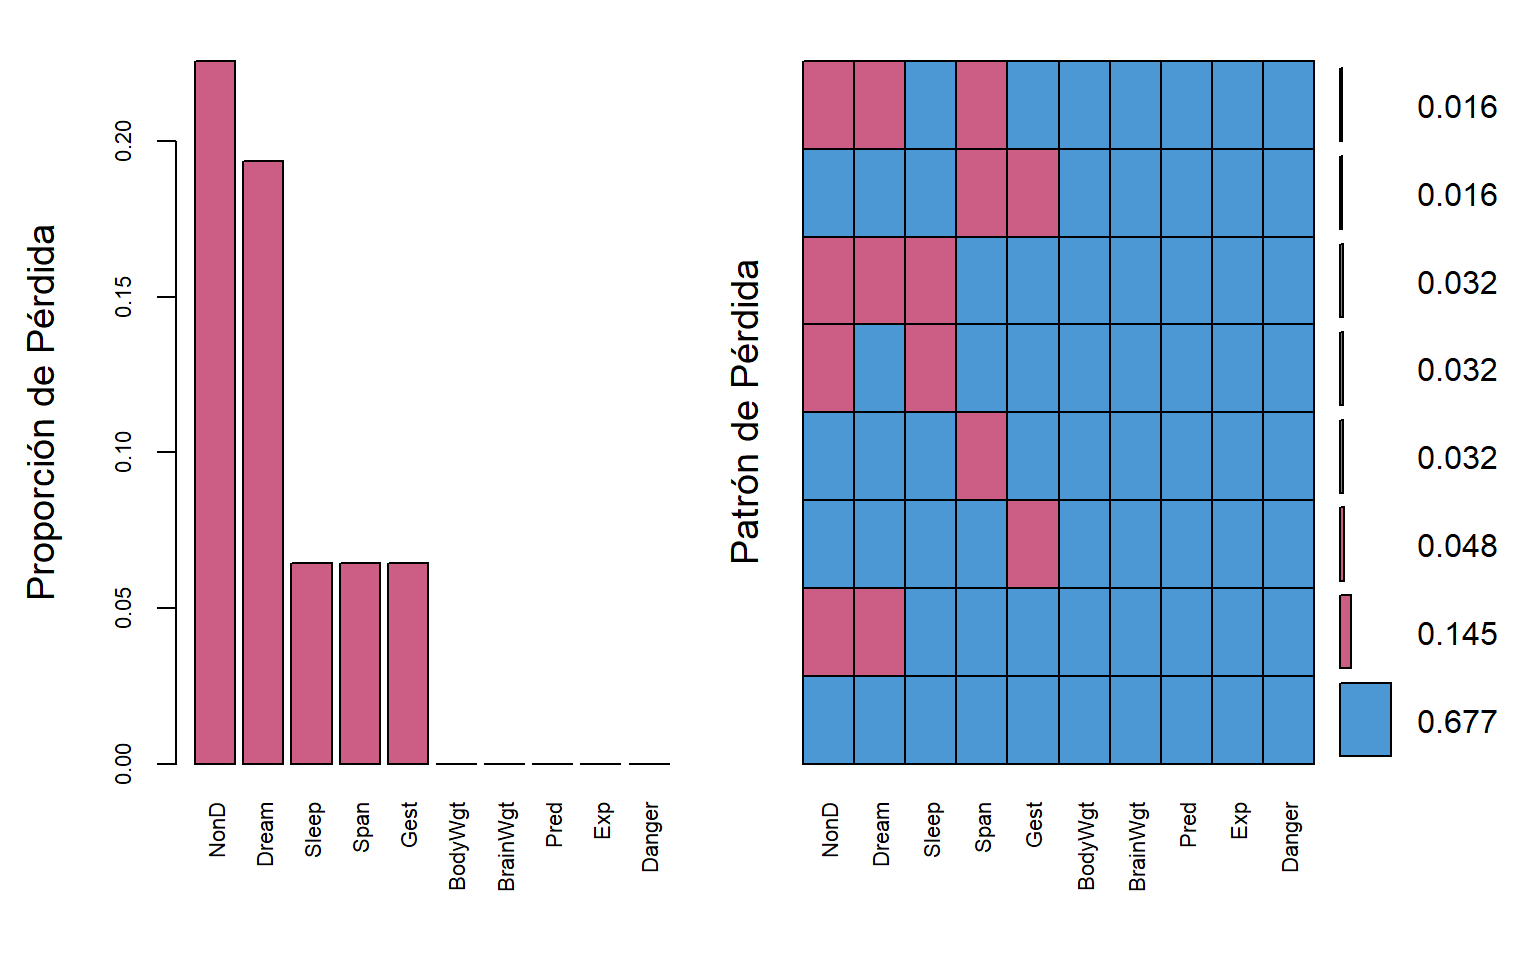 Proporción de Pérdida
0.20
0.15
0.10
0.05
0.00
NonD
Dream
Sleep
Span
Gest
BodyWgt
BrainWgt
Pred
Exp
Danger
Patrón de Pérdida
0.016
0.016
0.032
0.032
0.032
0.048
0.145
0.677
NonD
Dream
Sleep
Span
Gest
BodyWgt
BrainWgt
Pred
Exp
Danger